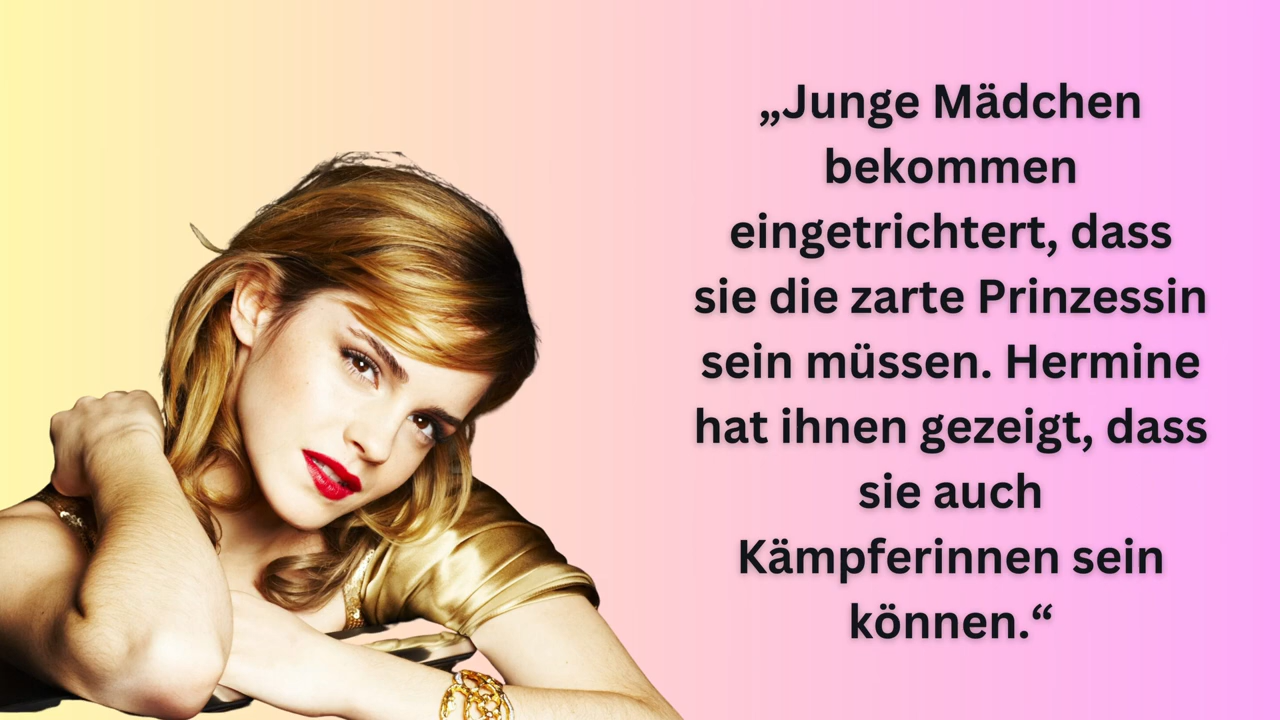 „Junge Mädchen
bekommen
eingetrichtert, dass
sie die zarte Prinzessin
sein müssen. Hermine
hat ihnen gezeigt, dass
sie auch
Kämpferinnen sein
können.“